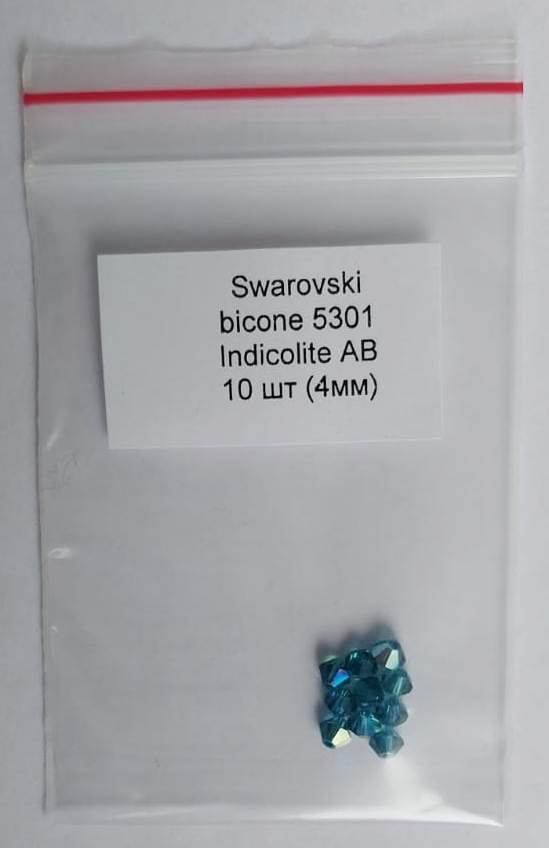 Swarovski
bicone 5301
Indicolite AB
10 шт (4мм)